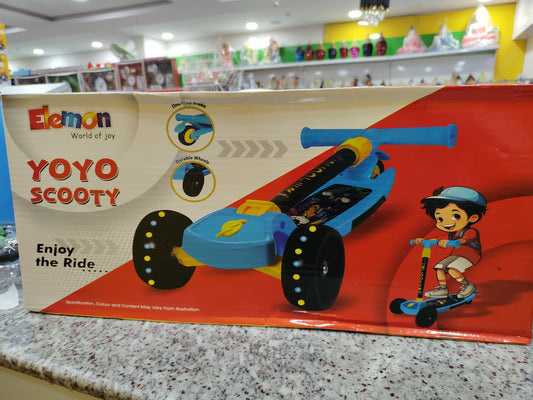 Elemon
World of joy
YOYO
SCOOTY
One-Step brake
Durable Wheels
Enjoy
the Ride......
Specification, Colour and Content May Vary From Illustration